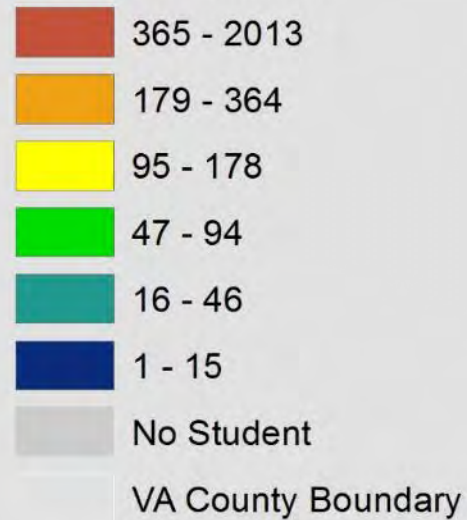 365 - 2013
179 - 364
95 - 178
47 - 94
16 - 46
1 - 15
No Student
VA County Boundary